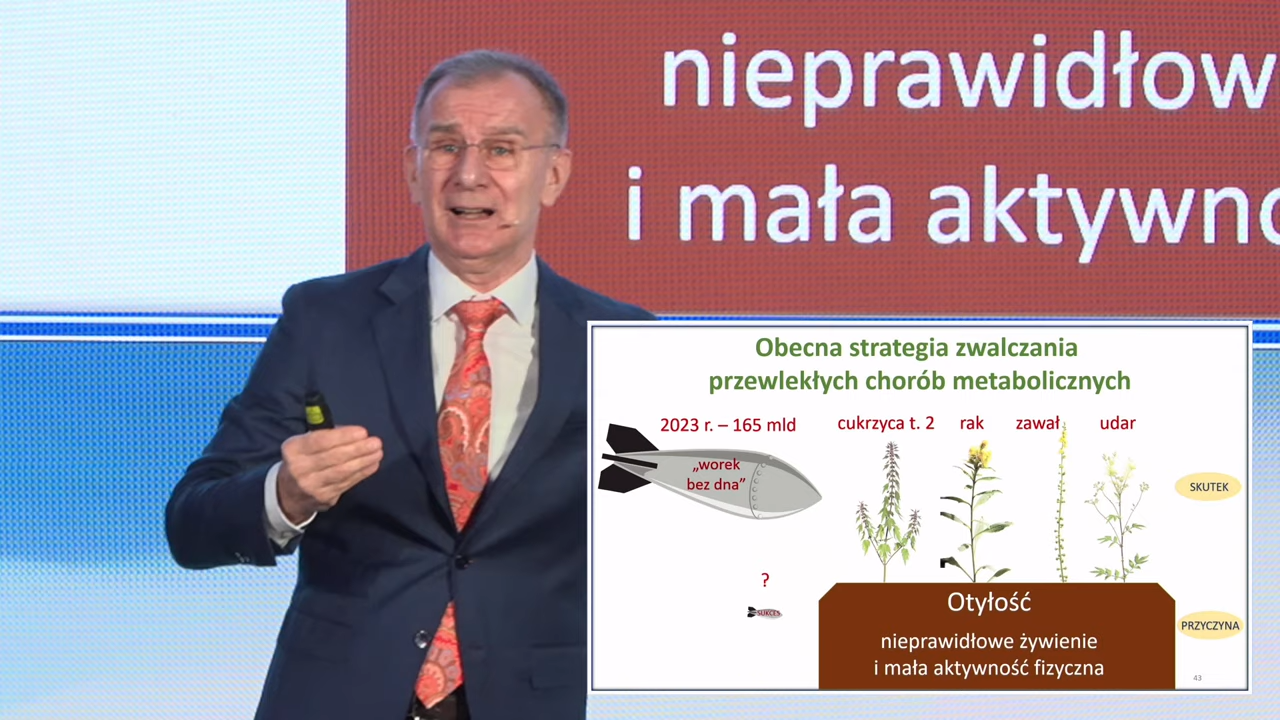 nieprawidłow
i mała aktywno
Obecna strategia zwalczania
przewlekłych chorób metabolicznych
2023 r. – 165 mld
cukrzyca t. 2
rak
zawał
udar
„worek
bez dna”
SKUTEK
?
SUKCES
Otyłość
nieprawidłowe żywienie
i mała aktywność fizyczna
PRZYCZYNA
43